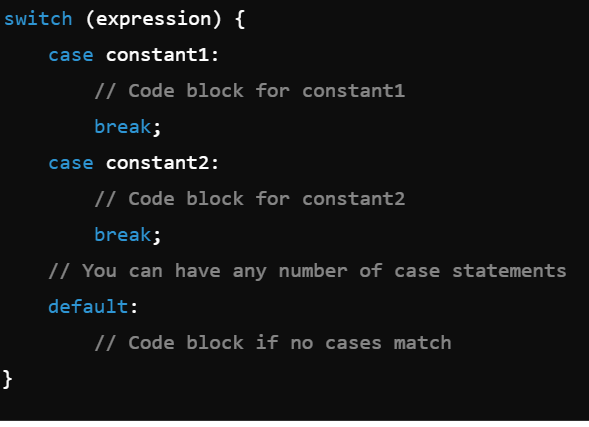 switch (expression) {
    case constant1:
        // Code block for constant1
        break;
    case constant2:
        // Code block for constant2
        break;
    // You can have any number of case statements
    default:
        // Code block if no cases match
}